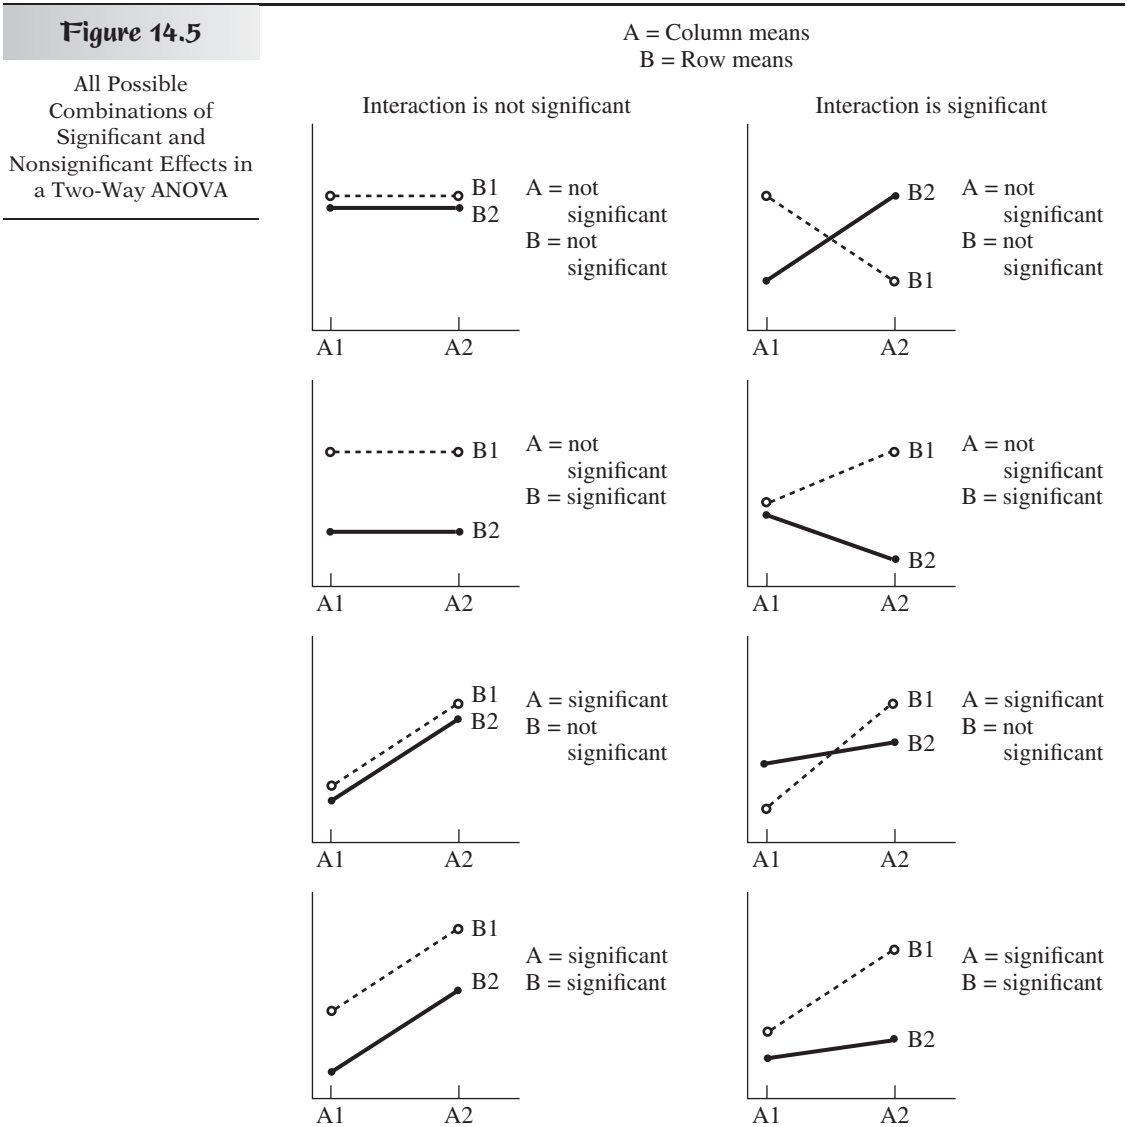 Figure 14.5
All Possible
Combinations of
Significant and
Nonsignificant Effects in
a Two-Way ANOVA
A = Column means
B = Row means
Interaction is not significant
Interaction is significant
B1
B2
A = not
significant
B = not
significant
A1 A2
B2
B1
A = not
significant
B = not
significant
A1 A2
B1
B2
A = not
significant
B = significant
A1 A2
B1
B2
A = not
significant
B = significant
A1 A2
B1
B2
A = significant
B = not
significant
A1 A2
B1
B2
A = significant
B = not
significant
A1 A2
B1
B2
A = significant
B = significant
A1 A2
B1
B2
A = significant
B = significant
A1 A2